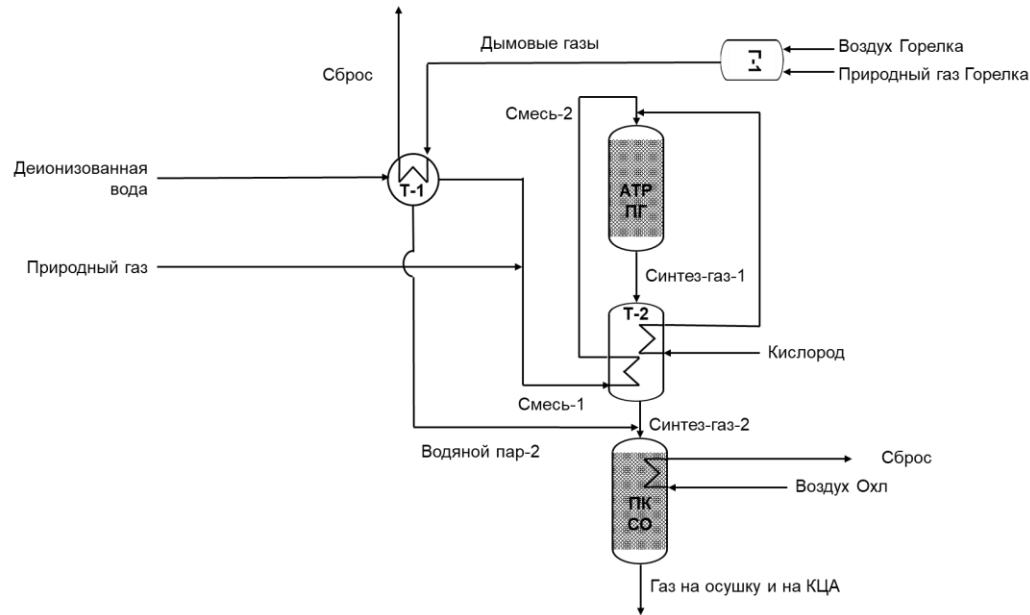 Дымовые газы
Воздух Горелка
Г-1
Природный газ Горелка
Сброс
Смесь-2
Деионизованная
вода
Т-1
АТР
ПГ
Природный газ
Синтез-газ-1
Т-2
Кислород
Смесь-1
Синтез-газ-2
Водяной пар-2
Сброс
Воздух Охл
ПК
СО
Газ на осушку и на КЦА